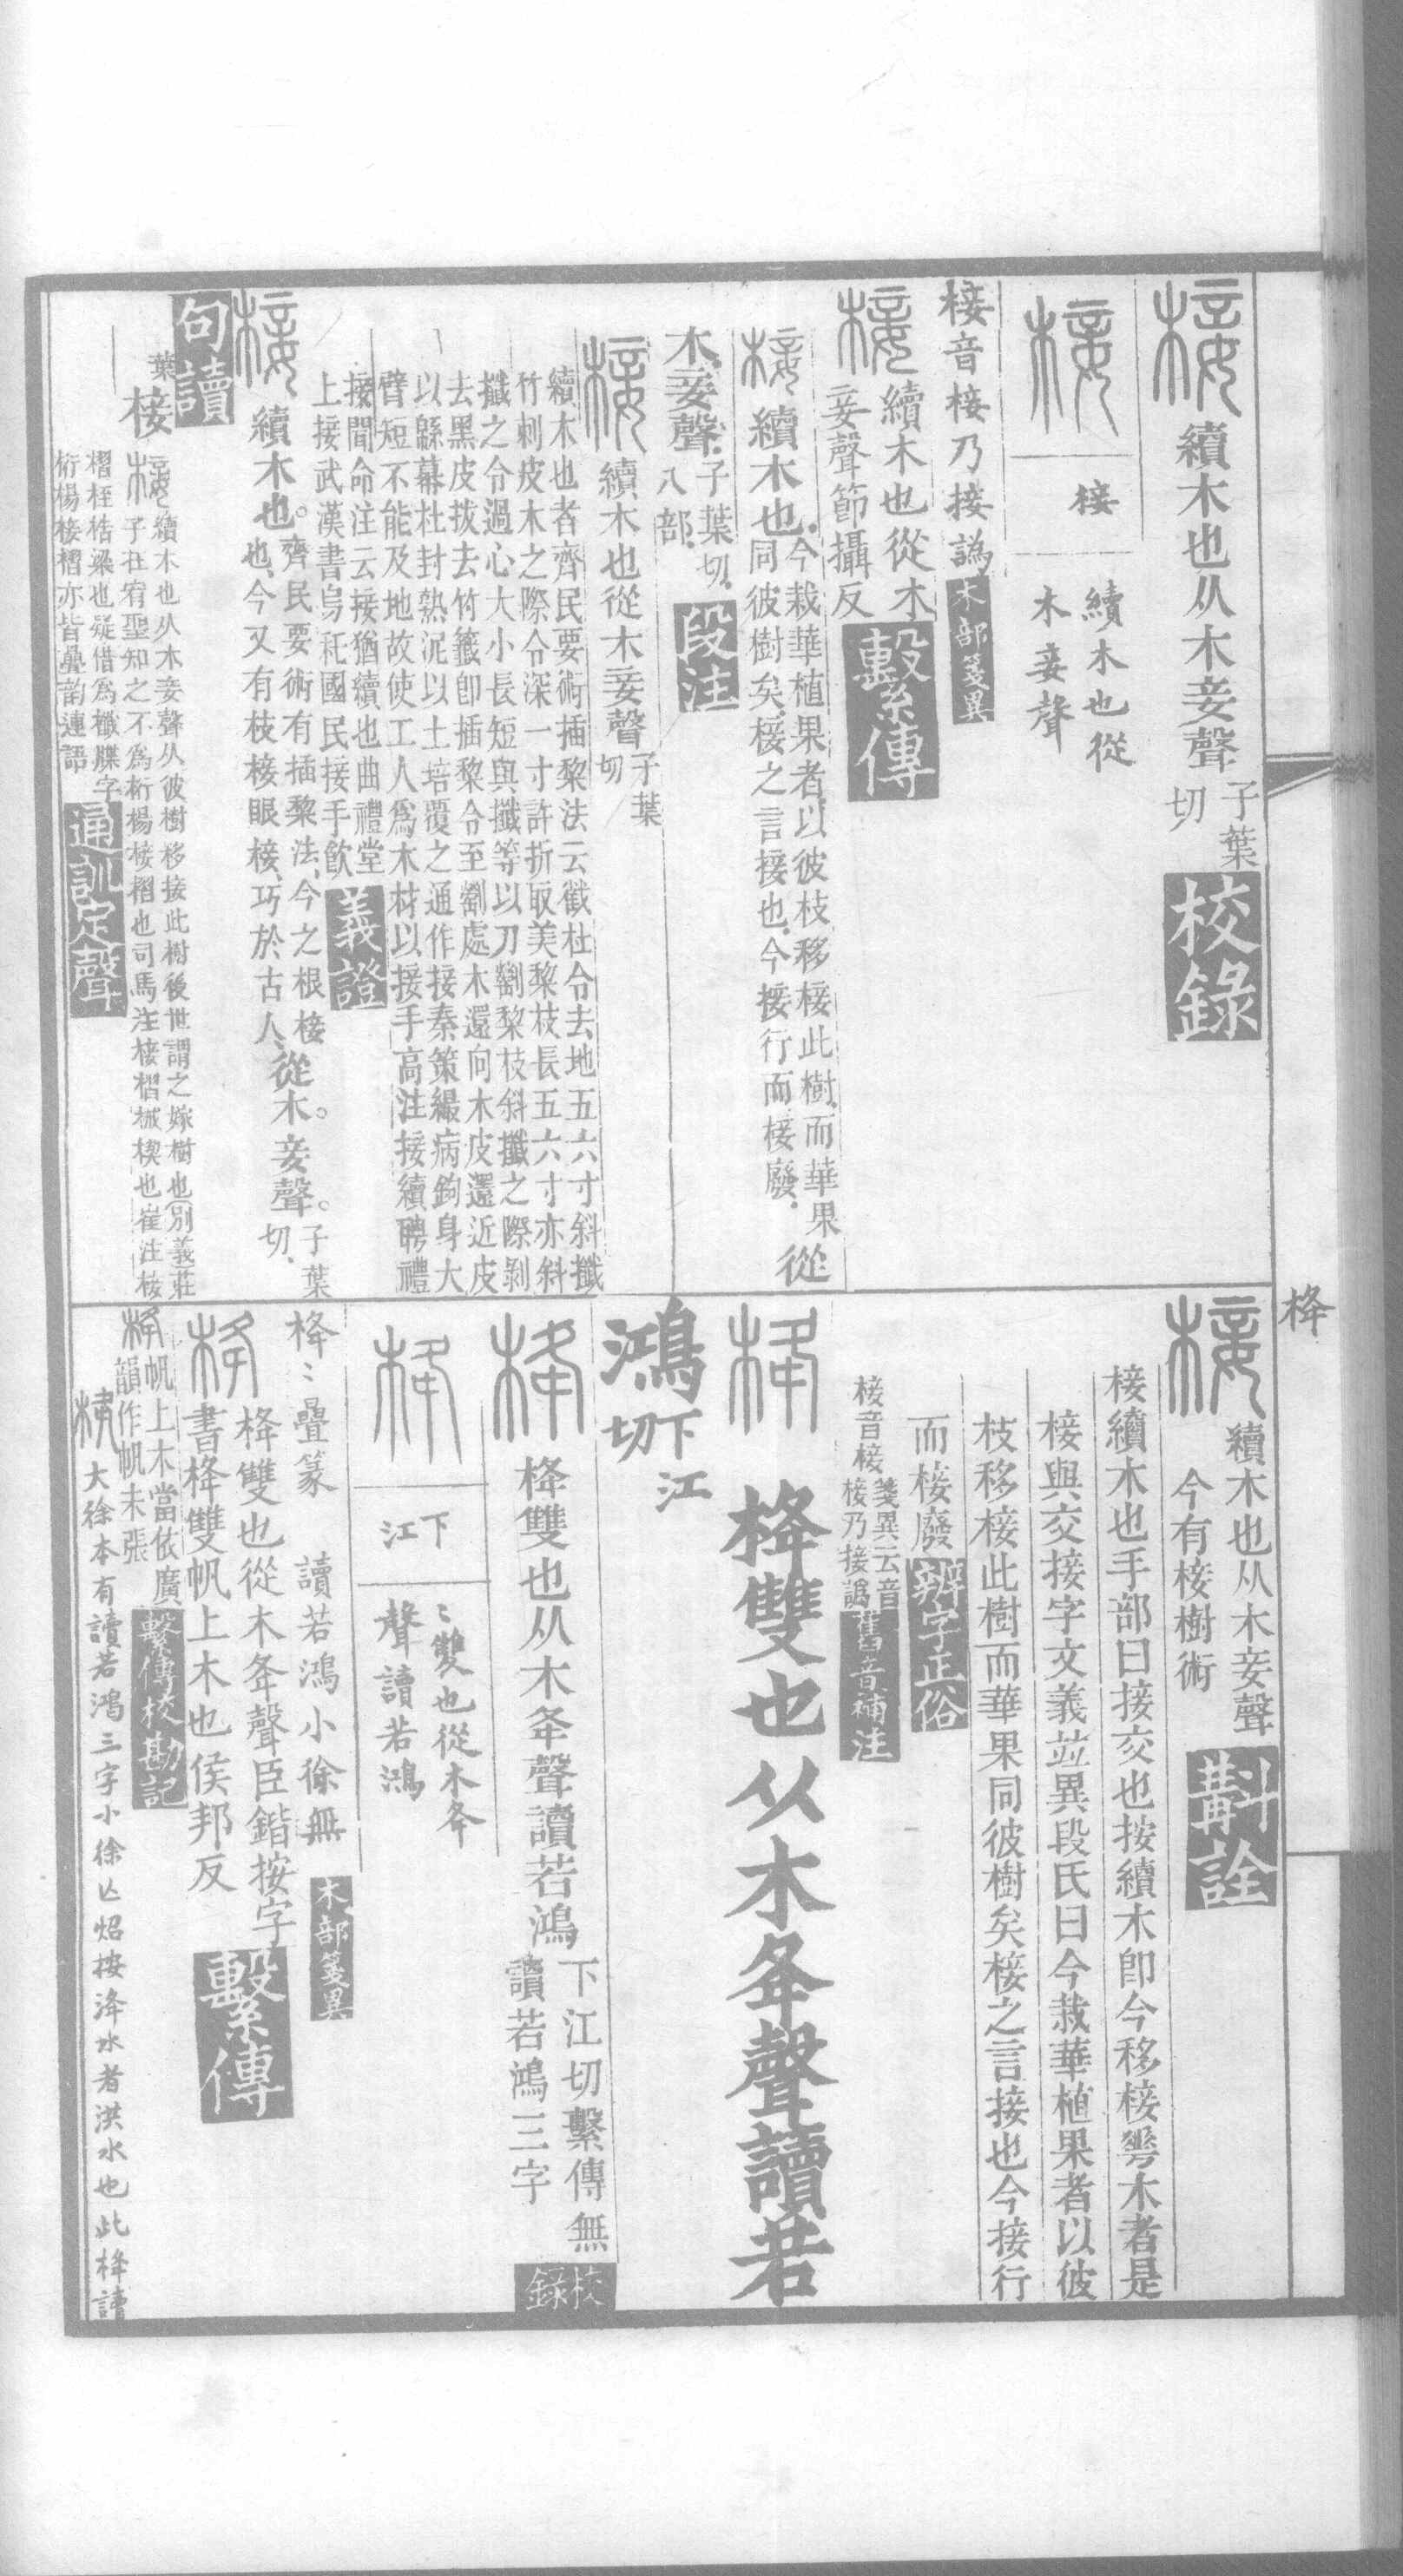 椄 續木也从木妾聲 子葉切 校錄
椄 椄 續木也從木妾聲
椄音椄乃接譌 木部箋異
椄 續木也從木妾聲節攝反 繫傳
椄 續木也今栽華植果者以彼枝移椄此樹而華果同彼樹矣椄之言接也今接行而椄廢從
木妾聲子葉切八部 段注
椄 續木也從木妾聲 子葉切
續木也者齊民要術插黎法云截杜令去地五六寸斜攕
竹刺皮木之際令深一寸許折取美黎枝長五六寸亦斜
攕之令過心大小長短與攕等以刀劉黎枝斜攕之際剝
去黑皮拔去竹籤卽插黎令至劉處木還向木皮還近皮
以緜幕杜封熟泥以土培覆之通作接秦策緩病鉤身大
臂短不能及地故使工人爲木材以接手高注接續聘禮
接聞命注云接猶續也曲禮堂
上接武漢書烏秅國民接手飮 義證
椄 續木也齊民要術有插黎法今之根椄也今又有枝椄眼椄巧於古人從木妾聲子葉切
句讀
葉
椄 椄 續木也从木妾聲从彼樹移接此樹後世謂之嫁樹也(別義)莊
子在宥聖知之不爲桁楊椄槢也司馬注椄槢械楔也崔注椄
槢桎梏梁也疑借爲櫼牒字
桁楊椄槢亦皆曡韵連語 通訓定聲
椄 續木也从木妾聲
今有椄樹術 斠詮
椄續木也手部曰接交也按續木卽今移椄甹木者是
椄與交接字文義竝異段氏曰今栽華植果者以彼
枝移椄此樹而華果同彼樹矣椄之言接也今接行
而椄廢 辨字正俗
椄音椄 箋異云音椄乃接譌 舊音補注
栙 栙雙也从木夅聲讀若
鴻 下江切
栙 栙雙也从木夅聲讀若鴻 下江切繫傳無讀若鴻三字 校錄
栙 下江 〻雙也從木夅聲讀若鴻
栙〻疊篆 讀若鴻小徐無 木部箋異
栙 栙雙也從木夅聲臣鍇按字
書栙雙帆上木也侯邦反 繫傳
栙 帆上木當依廣韻作帆未張 繫傳校勘記
栙 大徐本有讀若鴻三字小徐亾炤按洚水者洪水也此栙讀
栙